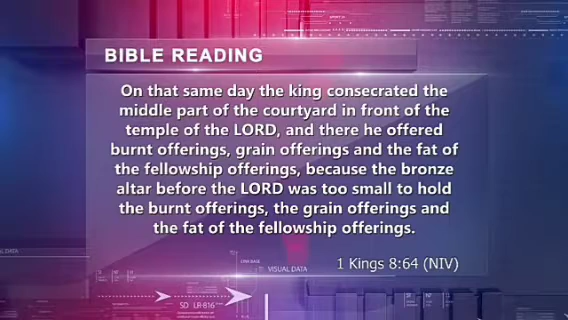 BIBLE READING
On that same day the king consecrated the
middle part of the courtyard in front of the
temple of the LORD, and there he offered
burnt offerings, grain offerings and the fat of
the fellowship offerings, because the bronze
altar before the LORD was too small to hold
the burnt offerings, the grain offerings and
the fat of the fellowship offerings.
1 Kings 8:64 (NIV)
VISUAL DATA
SD LR-816